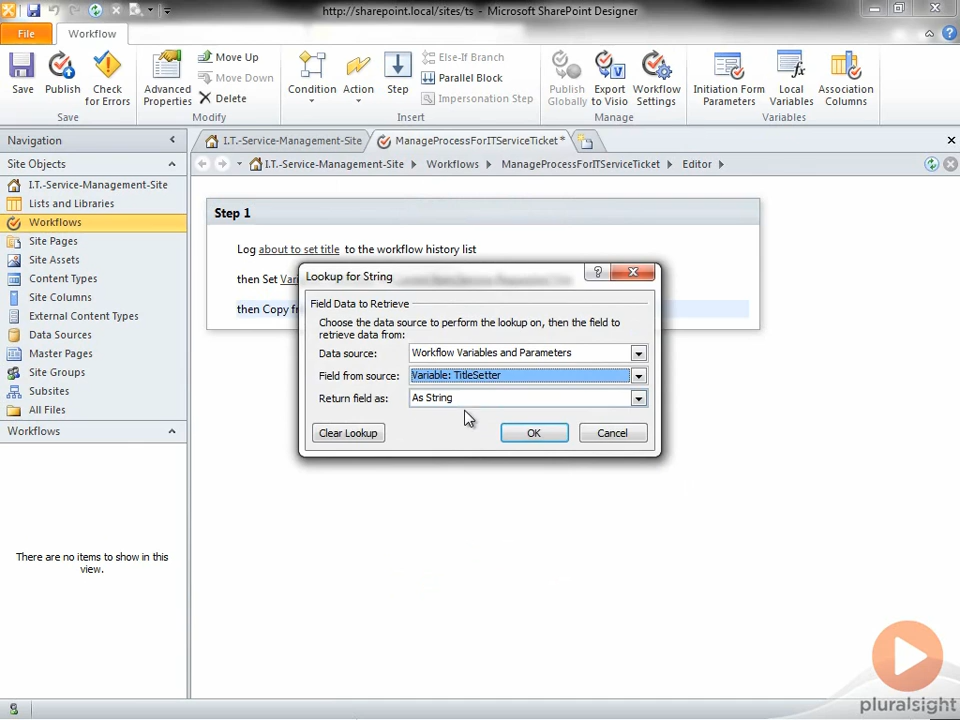 http://sharepoint.local/sites/ts - Microsoft SharePoint Designer
File
Workflow
Save
Publish
Check for Errors
Save
Advanced Properties
Move Up
Move Down
Delete
Modify
Condition
Action
Step
Else-If Branch
Parallel Block
Impersonation Step
Insert
Publish Globally
Export to Visio
Workflow Settings
Manage
Initiation Form Parameters
Local Variables
Association Columns
Variables
Navigation
I.T.-Service-Management-Site
ManageProcessForITServiceTicket *
I.T.-Service-Management-Site
Workflows
ManageProcessForITServiceTicket
Editor
Site Objects
I.T.-Service-Management-Site
Lists and Libraries
Workflows
Site Pages
Site Assets
Content Types
Site Columns
External Content Types
Data Sources
Master Pages
Site Groups
Subsites
All Files
Workflows
There are no items to show in this
view.
Step 1
Log about to set title to the workflow history list
then Set
then Copy
Lookup for String
Field Data to Retrieve
Choose the data source to perform the lookup on, then the field to
retrieve data from:
Data source: Workflow Variables and Parameters
Field from source: Variable: TitleSetter
Return field as: As String
Clear Lookup
OK
Cancel
pluralsight